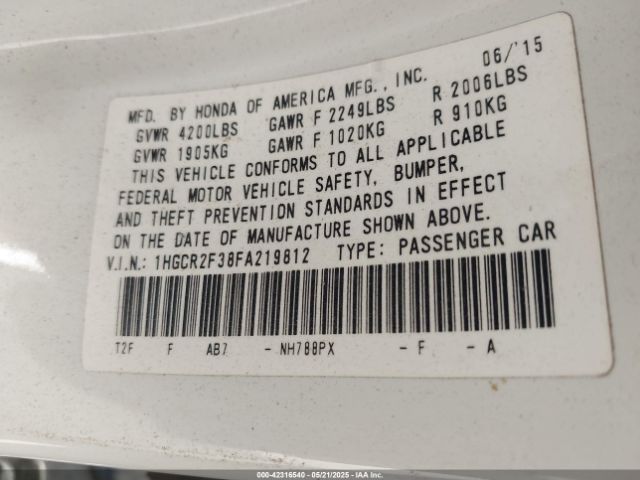 06/'15
MFD. BY HONDA OF AMERICA MFG., INC.
GVWR 4200LBS GAWR F 2249LBS R 2006LBS
GVWR 1905KG GAWR F 1020KG R 910KG
THIS VEHICLE CONFORMS TO ALL APPLICABLE
FEDERAL MOTOR VEHICLE SAFETY, BUMPER,
AND THEFT PREVENTION STANDARDS IN EFFECT
ON THE DATE OF MANUFACTURE SHOWN ABOVE.
V.I.N.: 1HGCR2F38FA219812 TYPE: PASSENGER CAR
T2F F AB7 - NH788PX - F - A
000-42316540 - 05/21/2025 - IAA Inc.